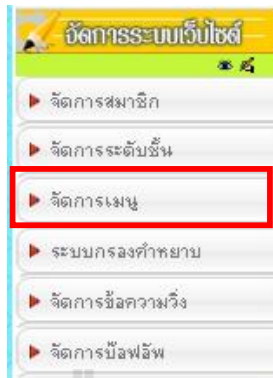 จัดการระบบเว็บไซต์
จัดการสมาชิก
จัดการระดับชั้น
จัดการเมนู
ระบบกรองคำหยาบ
จัดการข้อความวิ่ง
จัดการป๊อฟอัพ